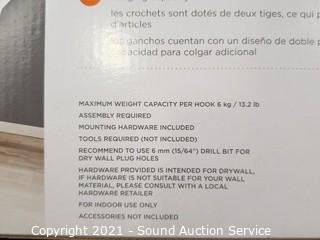 les crochets sont dotés de deux tiges, ce qui p
d'articles
ganchos cuentan con un diseño de doble p
capacidad para colgar adicional
MAXIMUM WEIGHT CAPACITY PER HOOK 6 kg / 13.2 lb
ASSEMBLY REQUIRED
MOUNTING HARDWARE INCLUDED
TOOLS REQUIRED (NOT INCLUDED)
RECOMMEND TO USE 6 mm (15/64") DRILL BIT FOR
DRY WALL PLUG HOLES
HARDWARE PROVIDED IS INTENDED FOR DRYWALL,
IF HARDWARE IS NOT SUITABLE FOR YOUR WALL
MATERIAL, PLEASE CONSULT WITH A LOCAL
HARDWARE RETAILER
FOR INDOOR USE ONLY
ACCESSORIES NOT INCLUDED
Copyright 2021 - Sound Auction Service